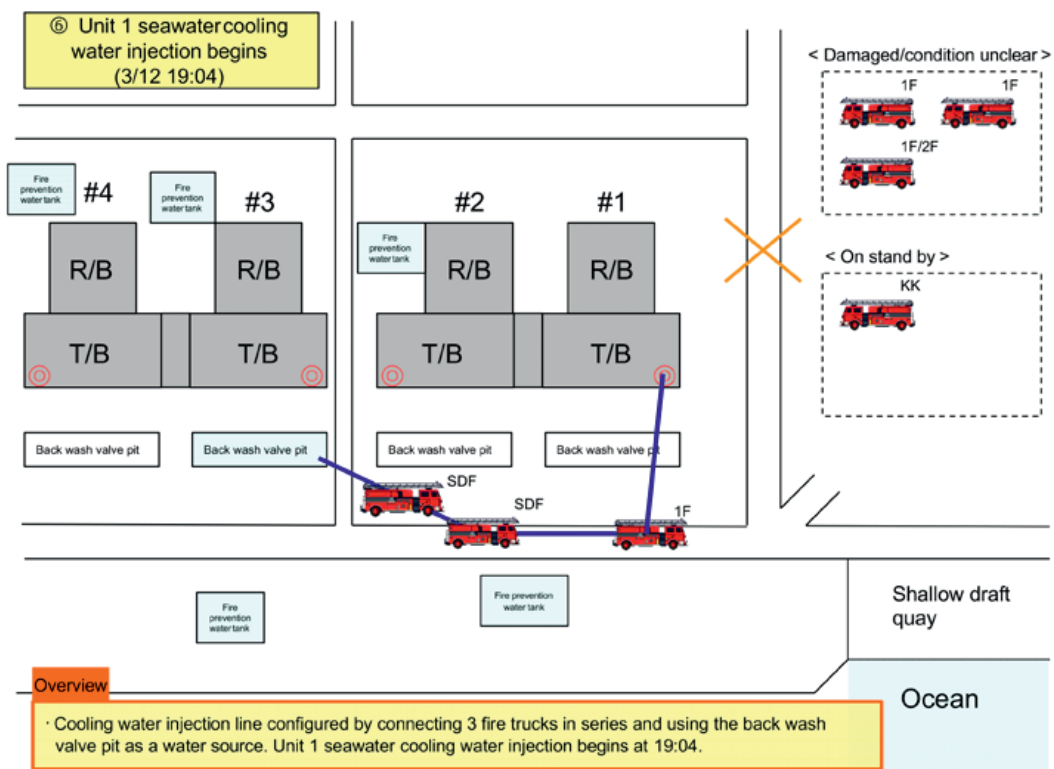 ⑥ Unit 1 seawater cooling
water injection begins
(3/12 19:04)
< Damaged/condition unclear >
1F
1F
1F/2F
< On stand by >
KK
Fire
prevention
water tank
#4
Fire
prevention
water tank
#3
#2
#1
Fire
prevention
water tank
R/B
R/B
R/B
R/B
T/B
T/B
T/B
T/B
Back wash valve pit
Back wash valve pit
Back wash valve pit
Back wash valve pit
SDF
SDF
1F
Fire
prevention
water tank
Fire prevention
water tank
Shallow draft
quay
Ocean
Overview
· Cooling water injection line configured by connecting 3 fire trucks in series and using the back wash
valve pit as a water source. Unit 1 seawater cooling water injection begins at 19:04.